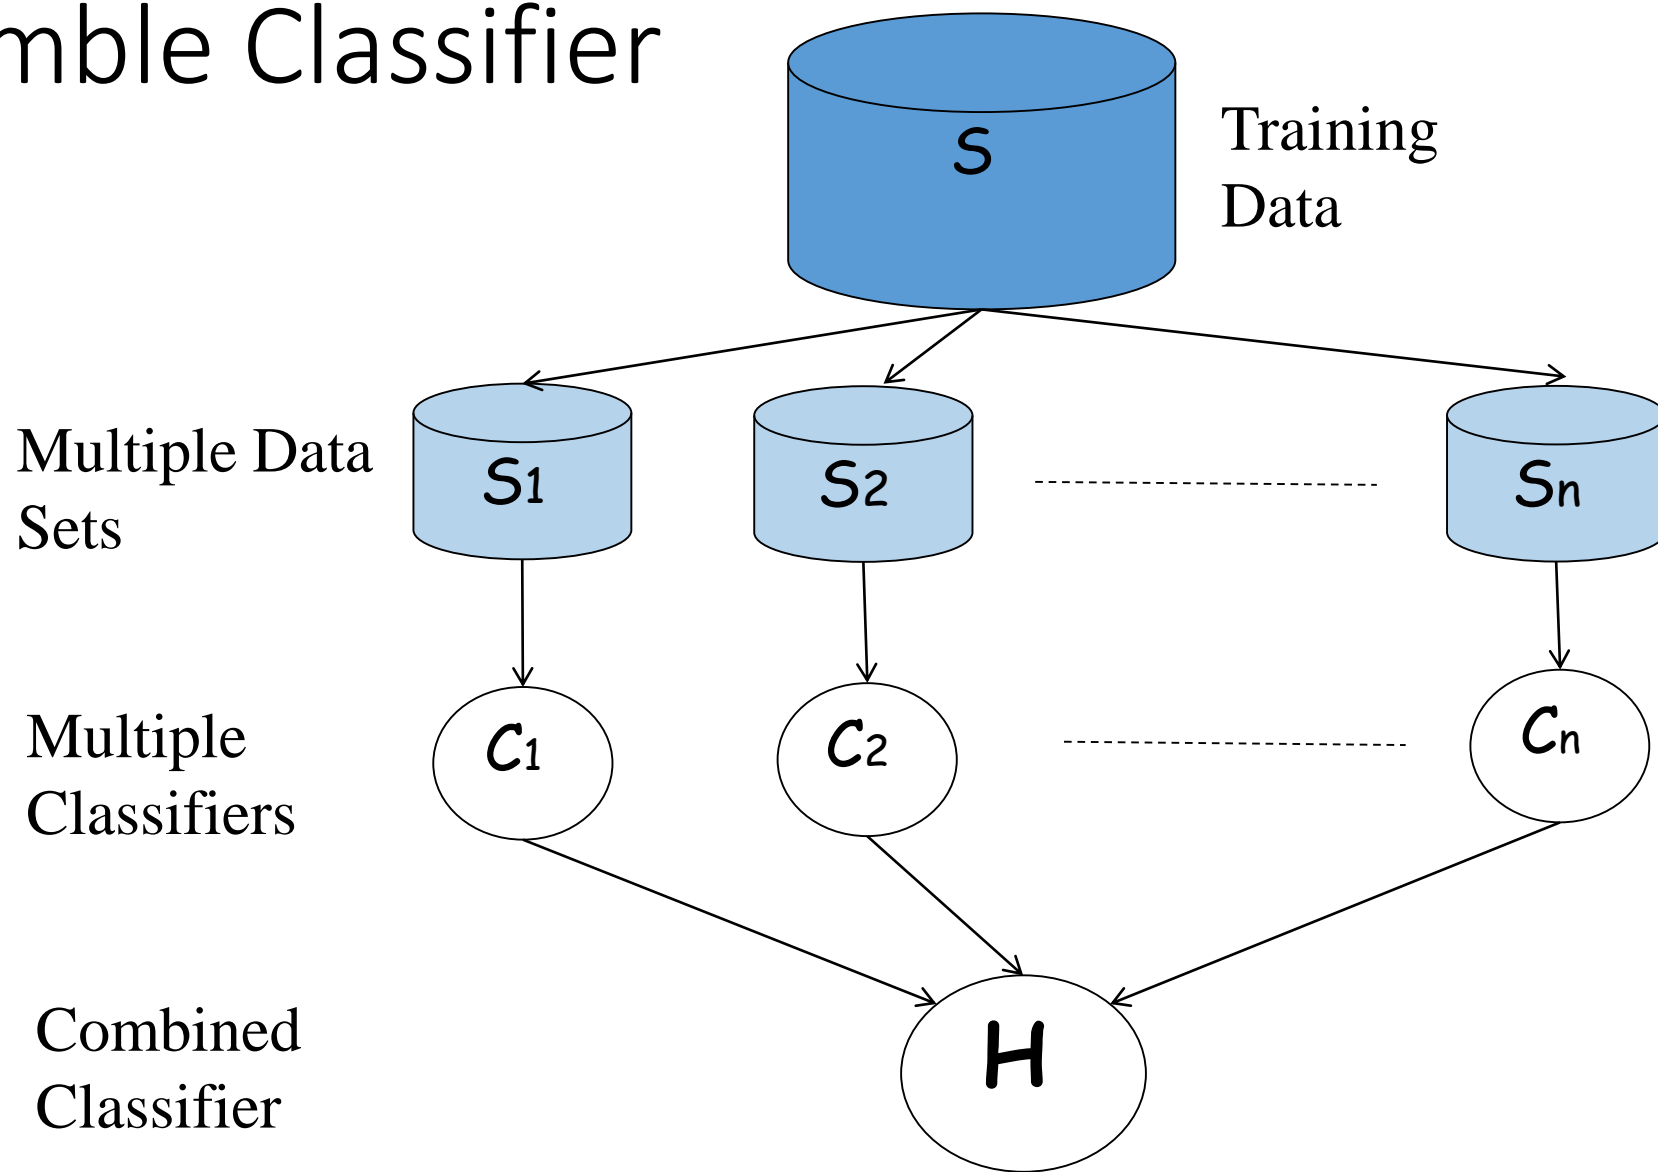 mble Classifier
S
Training
Data
Multiple Data
Sets
S1
S2
Sn
Multiple
Classifiers
C1
C2
Cn
Combined
Classifier
H